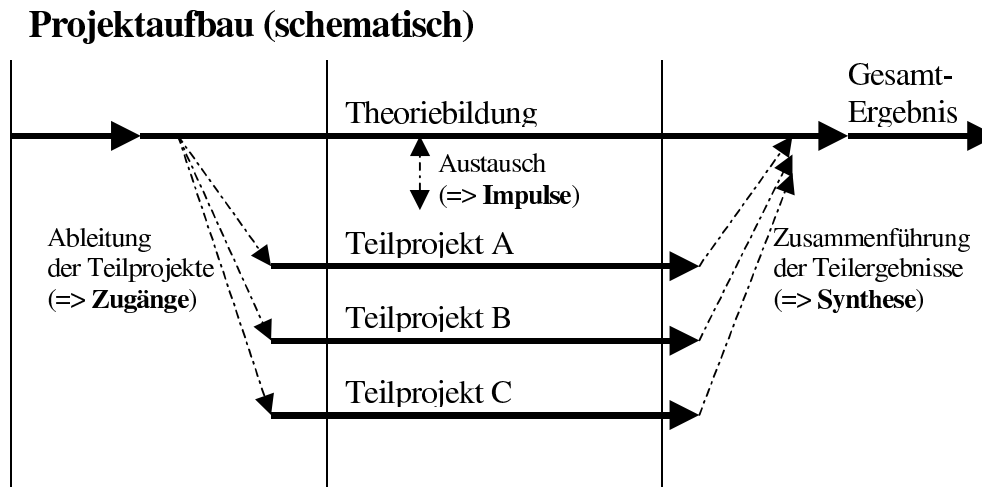 Projektaufbau (schematisch)
Gesamt-
Ergebnis
Theoriebildung
Austausch
(=> Impulse)
Ableitung
der Teilprojekte
(=> Zugänge)
Teilprojekt A
Teilprojekt B
Teilprojekt C
Zusammenführung
der Teilergebnisse
(=> Synthese)